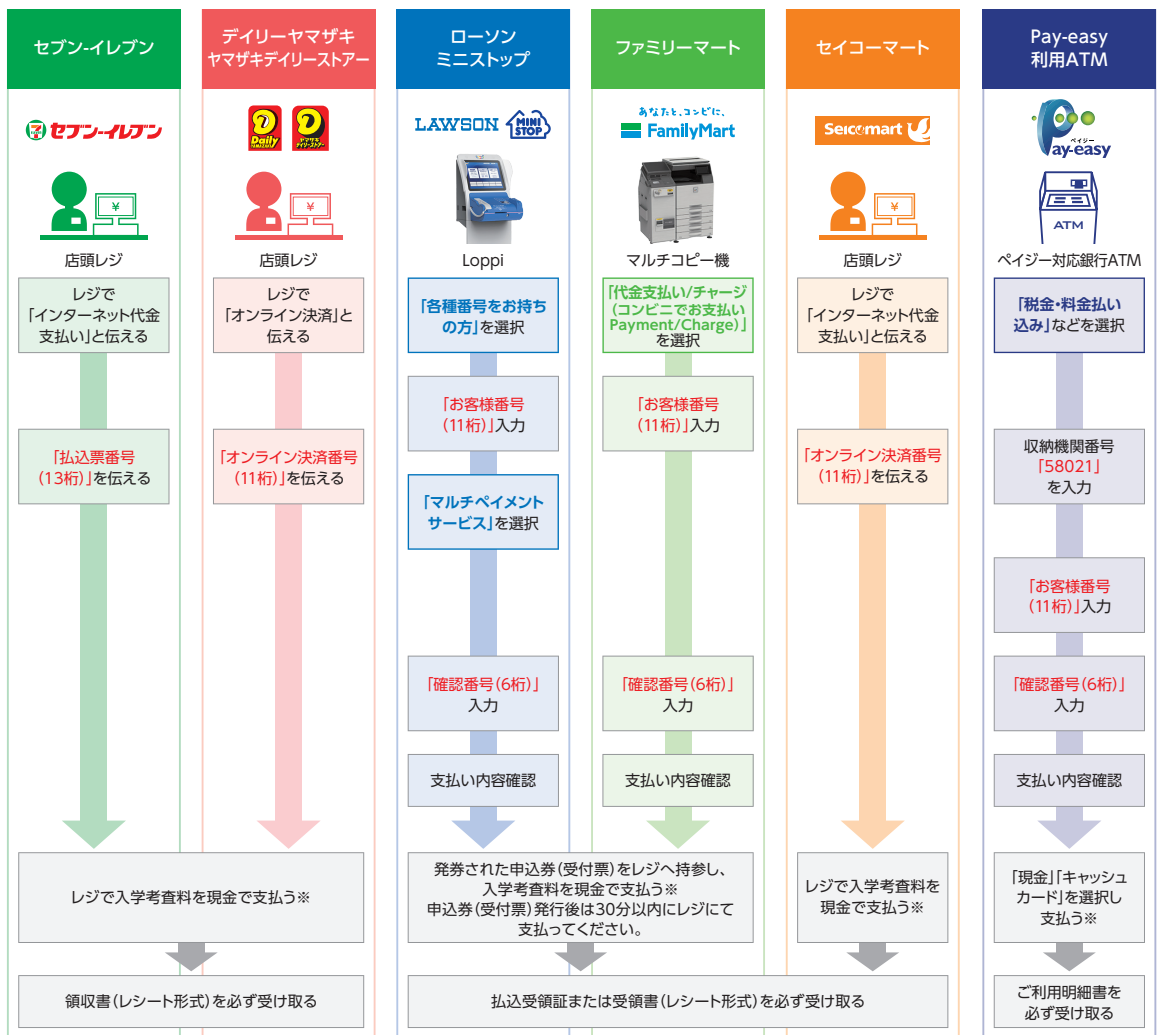 セブン-イレブン
セブン-イレブン
店頭レジ
レジで
「インターネット代金
支払い」と伝える
「払込票番号
(13桁)」を伝える
デイリーヤマザキ
ヤマザキデイリーストアー
Daily
YAMAZAKI
ヤマザキ
デイリーストアー
店頭レジ
レジで
「オンライン決済」と
伝える
「オンライン決済番号
(11桁)」を伝える
レジで入学考査料を現金で支払う※
領収書(レシート形式)を必ず受け取る
ローソン
ミニストップ
LAWSON
MINI
STOP
Loppi
「各種番号をお持ち
の方」を選択
「お客様番号
(11桁)」入力
「マルチペイメント
サービス」を選択
「確認番号(6桁)」
入力
支払い内容確認
ファミリーマート
あなたと、コンビに、
FamilyMart
マルチコピー機
「代金支払い/チャージ
(コンビニでお支払い
Payment/Charge)」
を選択
「お客様番号
(11桁)」入力
「確認番号(6桁)」
入力
支払い内容確認
発券された申込券(受付票)をレジへ持参し、
入学考査料を現金で支払う※
申込券(受付票)発行後は30分以内にレジにて
支払ってください。
セイコーマート
Seicomart
店頭レジ
レジで
「インターネット代金
支払い」と伝える
「オンライン決済番号
(11桁)」を伝える
レジで入学考査料を
現金で支払う※
払込受領証または受領書(レシート形式)を必ず受け取る
Pay-easy
利用ATM
ペイジー
Pay-easy
ATM
ペイジー対応銀行ATM
「税金・料金払い
込み」などを選択
収納機関番号
「58021」
を入力
「お客様番号
(11桁)」入力
「確認番号(6桁)」
入力
支払い内容確認
「現金」「キャッシュ
カード」を選択し
支払う※
ご利用明細書を
必ず受け取る